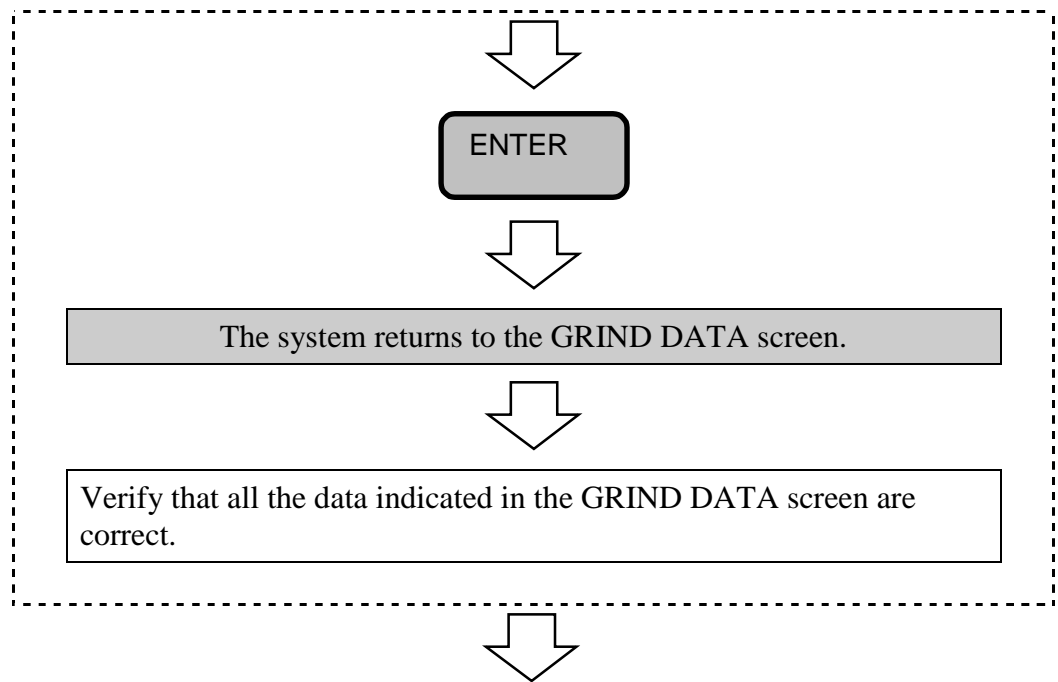 ENTER
The system returns to the GRIND DATA screen.
Verify that all the data indicated in the GRIND DATA screen are
correct.